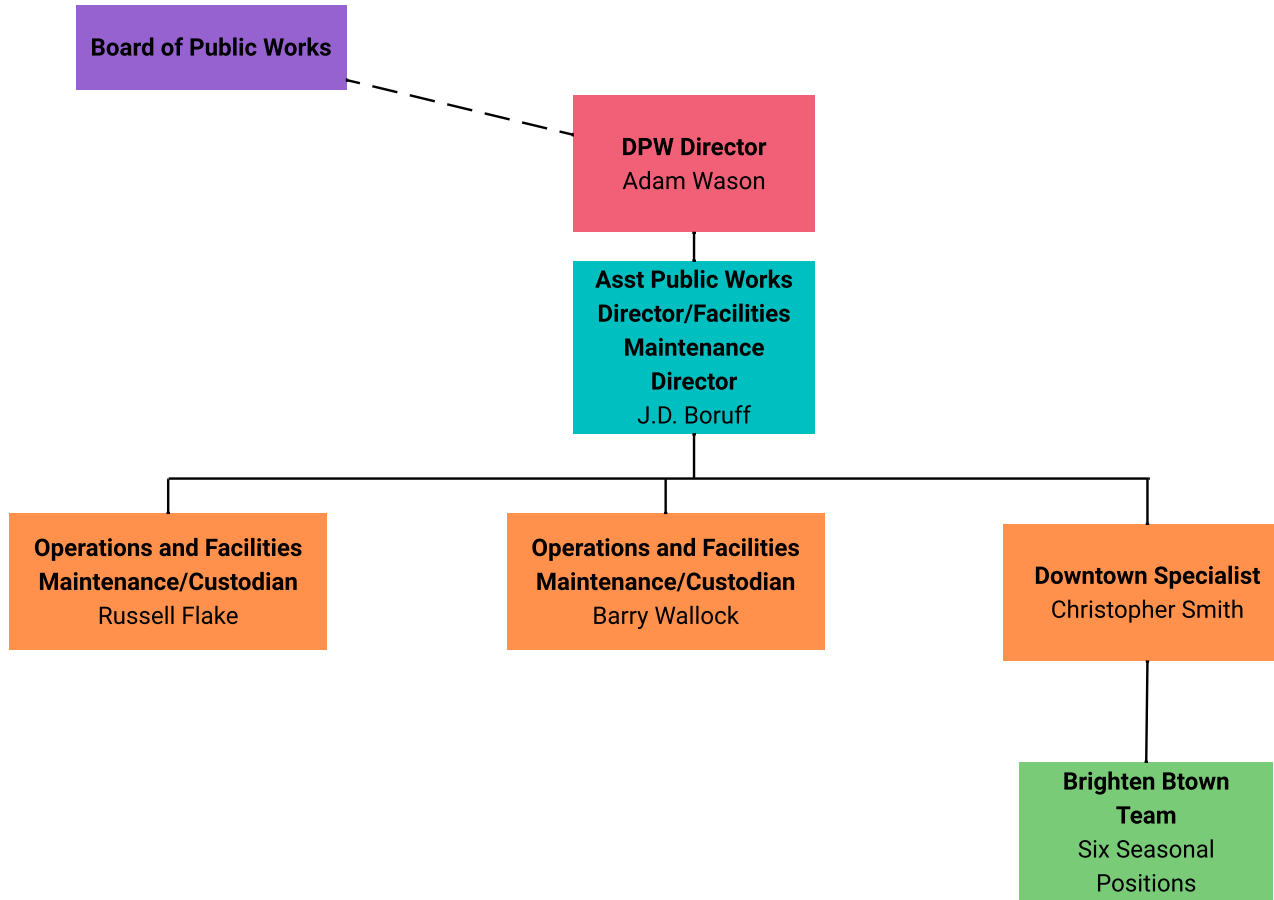 Board of Public Works
DPW Director
Adam Wason
Asst Public Works
Director/Facilities
Maintenance
Director
J.D. Boruff
Operations and Facilities
Maintenance/Custodian
Russell Flake
Operations and Facilities
Maintenance/Custodian
Barry Wallock
Downtown Specialist
Christopher Smith
Brighten Btown
Team
Six Seasonal
Positions